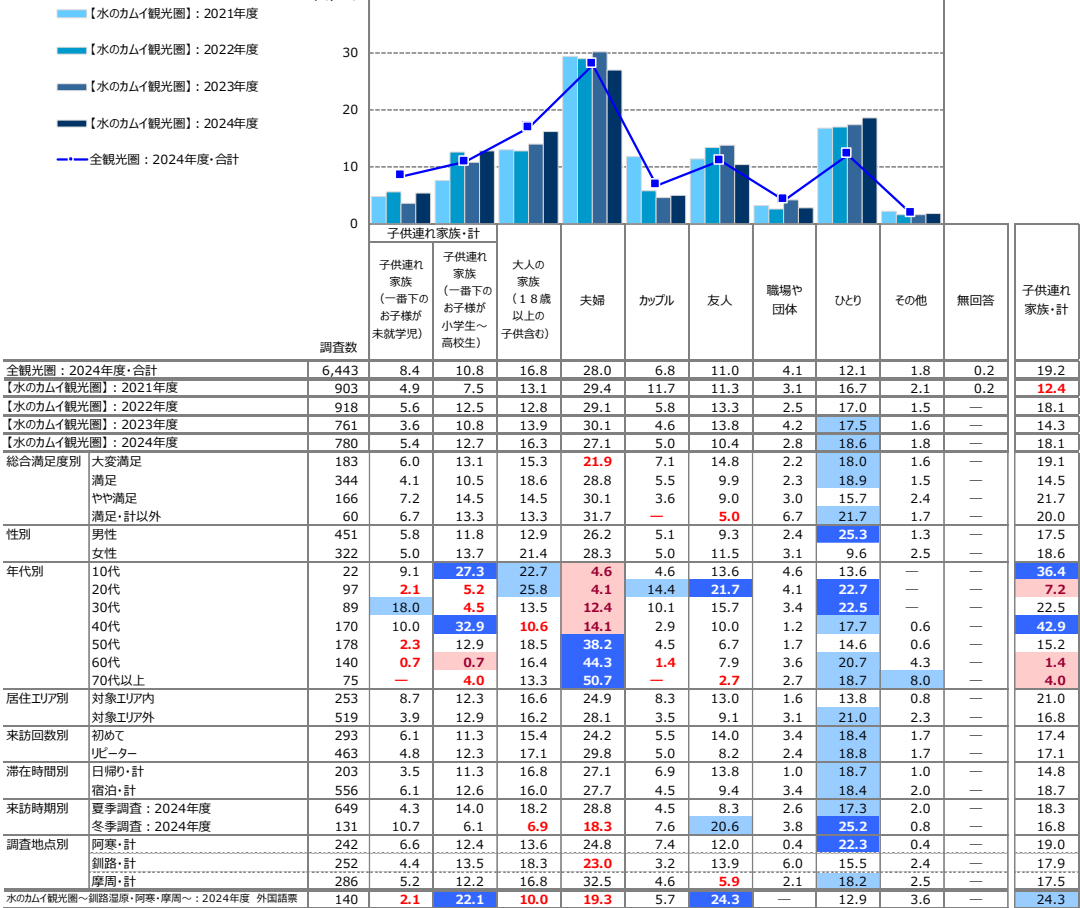 【水のカムイ観光圏】：2021年度
【水のカムイ観光圏】：2022年度
【水のカムイ観光圏】：2023年度
【水のカムイ観光圏】：2024年度
全観光圏：2024年度･合計
30
20
10
0
子供連れ家族･計
調査数
子供連れ
家族
（一番下の
お子様が
未就学児）
子供連れ
家族
（一番下の
お子様が
小学生～
高校生）
大人の
家族
（１８歳
以上の
子供含む）
夫婦
カップル
友人
職場や
団体
ひとり
その他
無回答
子供連れ
家族･計
全観光圏：2024年度･合計 6,443 8.4 10.8 16.8 28.0 6.8 11.0 4.1 12.1 1.8 0.2 19.2
【水のカムイ観光圏】：2021年度 903 4.9 7.5 13.1 29.4 11.7 11.3 3.1 16.7 2.1 0.2 12.4
【水のカムイ観光圏】：2022年度 918 5.6 12.5 12.8 29.1 5.8 13.3 2.5 17.0 1.5 ― 18.1
【水のカムイ観光圏】：2023年度 761 3.6 10.8 13.9 30.1 4.6 13.8 4.2 17.5 1.6 ― 14.3
【水のカムイ観光圏】：2024年度 780 5.4 12.7 16.3 27.1 5.0 10.4 2.8 18.6 1.8 ― 18.1
総合満足度別 大変満足 183 6.0 13.1 15.3 21.9 7.1 14.8 2.2 18.0 1.6 ― 19.1
満足 344 4.1 10.5 18.6 28.8 5.5 9.9 2.3 18.9 1.5 ― 14.5
やや満足 166 7.2 14.5 14.5 30.1 3.6 9.0 3.0 15.7 2.4 ― 21.7
満足･計以外 60 6.7 13.3 13.3 31.7 ― 5.0 6.7 21.7 1.7 ― 20.0
性別 男性 451 5.8 11.8 12.9 26.2 5.1 9.3 2.4 25.3 1.3 ― 17.5
女性 322 5.0 13.7 21.4 28.3 5.0 11.5 3.1 9.6 2.5 ― 18.6
年代別 10代 22 9.1 27.3 22.7 4.6 4.6 13.6 4.6 13.6 ― ― 36.4
20代 97 2.1 5.2 25.8 4.1 14.4 21.7 4.1 22.7 ― ― 7.2
30代 89 18.0 4.5 13.5 12.4 10.1 15.7 3.4 22.5 ― ― 22.5
40代 170 10.0 32.9 10.6 14.1 2.9 10.0 1.2 17.7 0.6 ― 42.9
50代 178 2.3 12.9 18.5 38.2 4.5 6.7 1.7 14.6 0.6 ― 15.2
60代 140 0.7 0.7 16.4 44.3 1.4 7.9 3.6 20.7 4.3 ― 1.4
70代以上 75 ― 4.0 13.3 50.7 ― 2.7 2.7 18.7 8.0 ― 4.0
居住エリア別 対象エリア内 253 8.7 12.3 16.6 24.9 8.3 13.0 1.6 13.8 0.8 ― 21.0
対象エリア外 519 3.9 12.9 16.2 28.1 3.5 9.1 3.1 21.0 2.3 ― 16.8
来訪回数別 初めて 293 6.1 11.3 15.4 24.2 5.5 14.0 3.4 18.4 1.7 ― 17.4
リピーター 463 4.8 12.3 17.1 29.8 5.0 8.2 2.4 18.8 1.7 ― 17.1
滞在時間別 日帰り･計 203 3.5 11.3 16.8 27.1 6.9 13.8 1.0 18.7 1.0 ― 14.8
宿泊･計 556 6.1 12.6 16.0 27.7 4.5 9.4 3.4 18.4 2.0 ― 18.7
来訪時期別 夏季調査：2024年度 649 4.3 14.0 18.2 28.8 4.5 8.3 2.6 17.3 2.0 ― 18.3
冬季調査：2024年度 131 10.7 6.1 6.9 18.3 7.6 20.6 3.8 25.2 0.8 ― 16.8
調査地点別 阿寒･計 242 6.6 12.4 13.6 24.8 7.4 12.0 0.4 22.3 0.4 ― 19.0
釧路･計 252 4.4 13.5 18.3 23.0 3.2 13.9 6.0 15.5 2.4 ― 17.9
摩周･計 286 5.2 12.2 16.8 32.5 4.6 5.9 2.1 18.2 2.5 ― 17.5
水のカムイ観光圏～釧路湿原･阿寒･摩周～：2024年度 外国語票 140 2.1 22.1 10.0 19.3 5.7 24.3 ― 12.9 3.6 ― 24.3